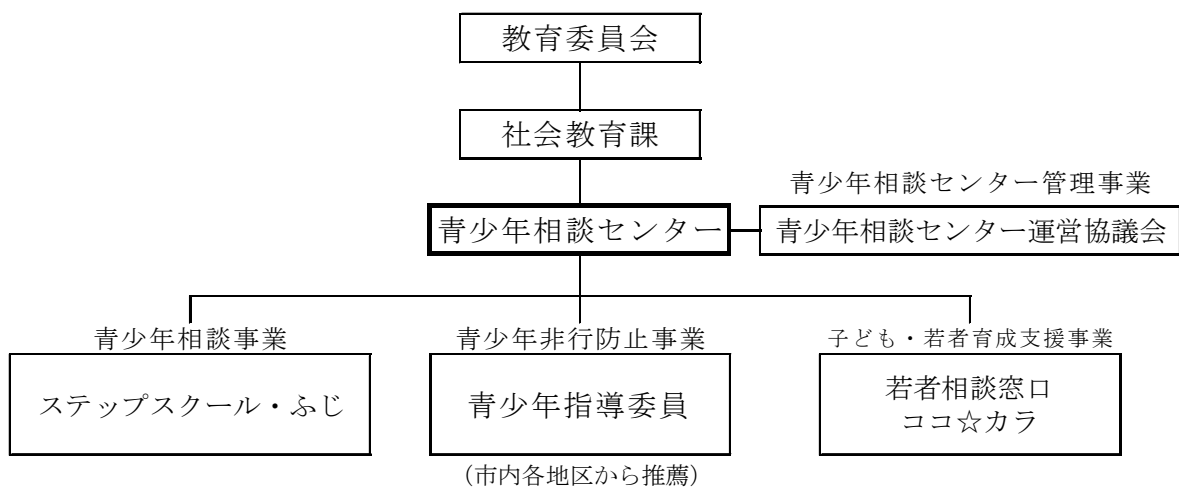 教育委員会
社会教育課
青少年相談センター管理事業
青少年相談センター
青少年相談センター運営協議会
青少年相談事業
青少年非行防止事業
子ども・若者育成支援事業
ステップスクール・ふじ
青少年指導委員
若者相談窓口
ココ☆カラ
（市内各地区から推薦）